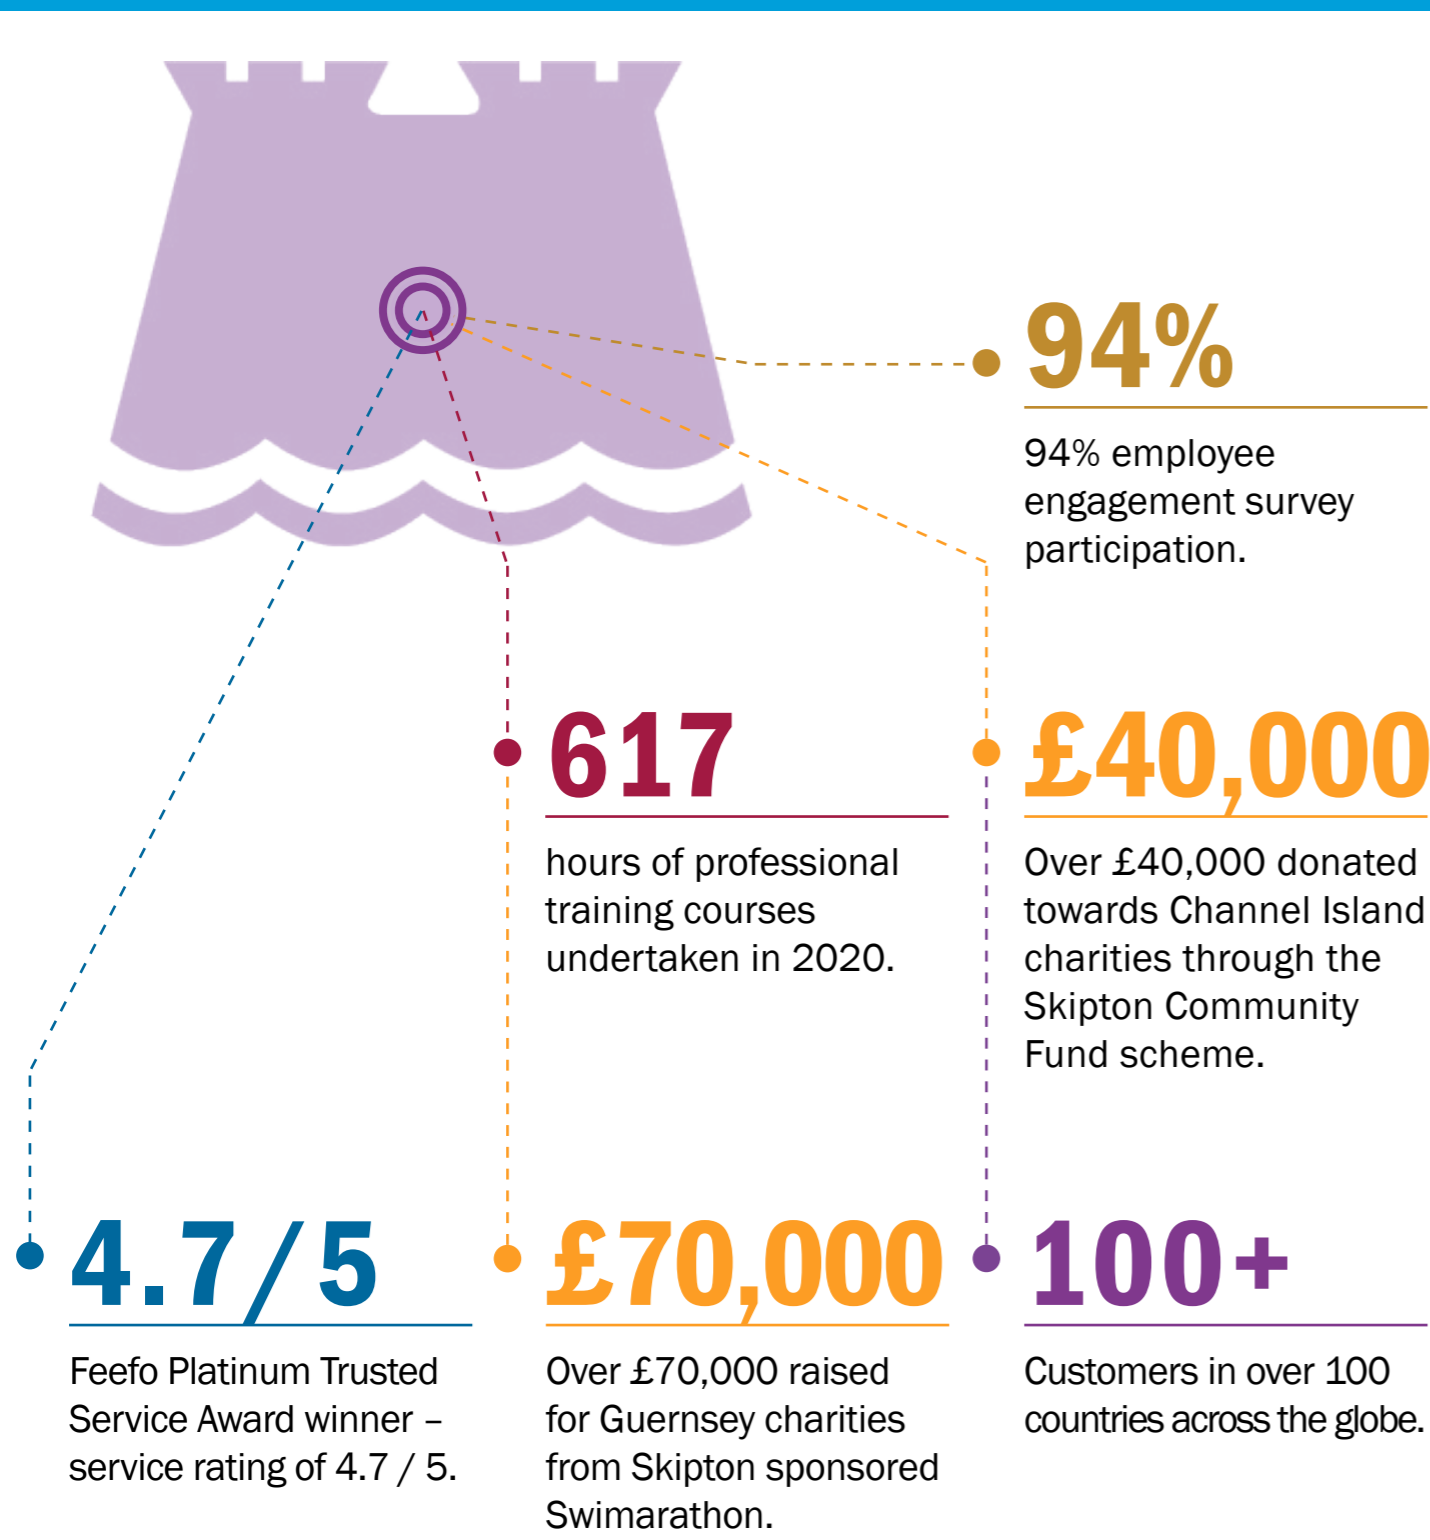 94%
94% employee
engagement survey
participation.
617
hours of professional
training courses
undertaken in 2020.
£40,000
Over £40,000 donated
towards Channel Island
charities through the
Skipton Community
Fund scheme.
4.7/5
Feefo Platinum Trusted
Service Award winner –
service rating of 4.7 / 5.
£70,000
Over £70,000 raised
for Guernsey charities
from Skipton sponsored
Swimarathon.
100+
Customers in over 100
countries across the globe.